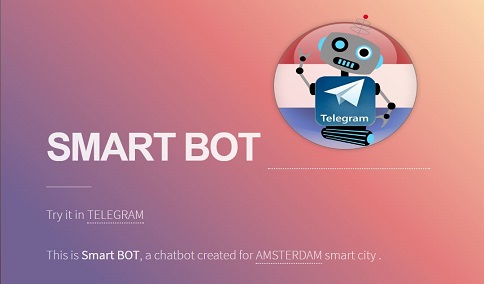 Telegram
SMART BOT
Try it in TELEGRAM
This is Smart BOT, a chatbot created for AMSTERDAM smart city .